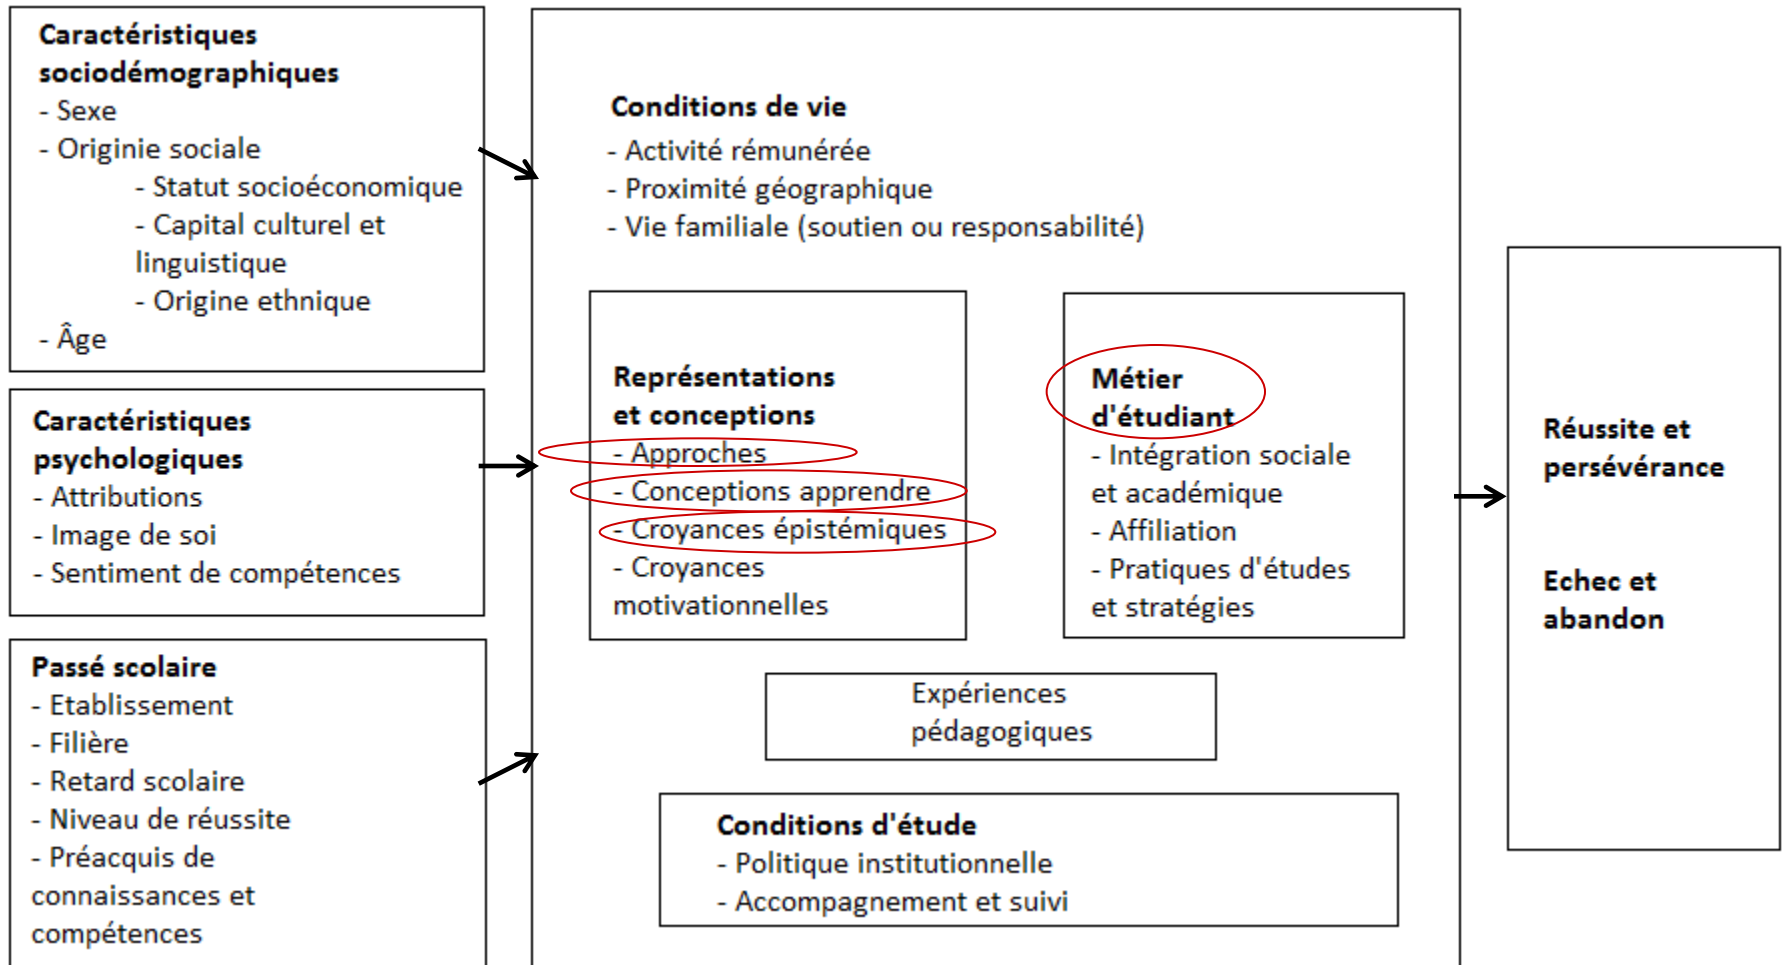 Caractéristiques
sociodémographiques
- Sexe
- Originie sociale
- Statut socioéconomique
- Capital culturel et
linguistique
- Origine ethnique
- Âge
Caractéristiques
psychologiques
- Attributions
- Image de soi
- Sentiment de compétences
Passé scolaire
- Etablissement
- Filière
- Retard scolaire
- Niveau de réussite
- Préacquis de
connaissances et
compétences
Conditions de vie
- Activité rémunérée
- Proximité géographique
- Vie familiale (soutien ou responsabilité)
Représentations
et conceptions
- Approches
- Conceptions apprendre
- Croyances épistémiques
- Croyances
motivationnelles
Métier
d'étudiant
- Intégration sociale
et académique
- Affiliation
- Pratiques d'études
et stratégies
Expériences
pédagogiques
Conditions d'étude
- Politique institutionnelle
- Accompagnement et suivi
Réussite et
persévérance
Echec et
abandon